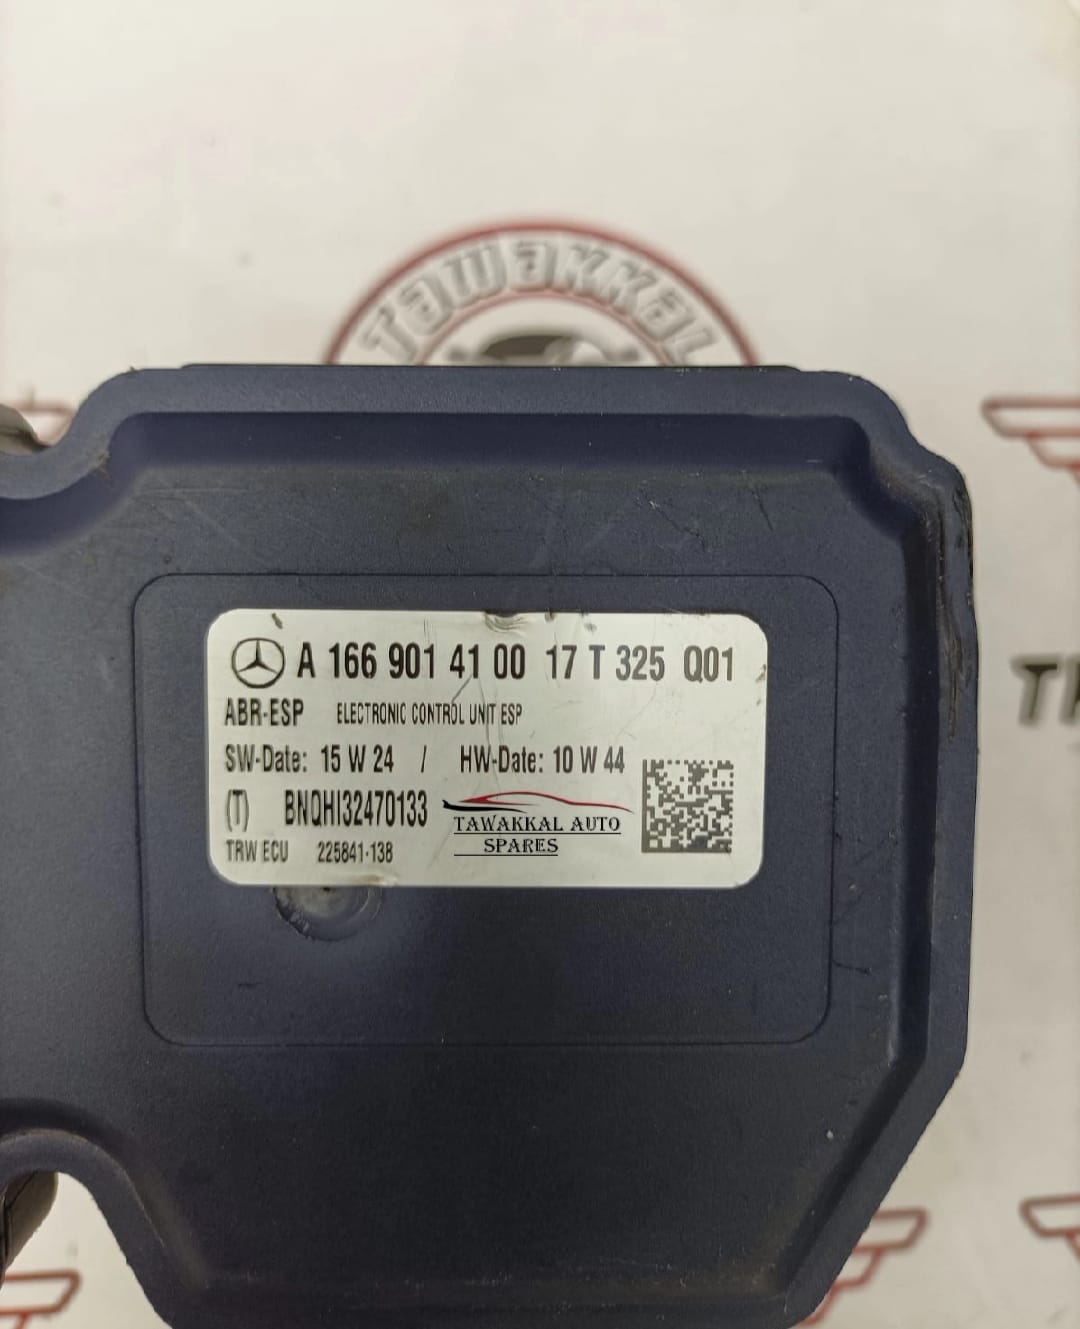 Tawakkal
A 166 901 41 00 17 T 325 Q01
ABR-ESP ELECTRONIC CONTROL UNIT ESP
SW-Date: 15 W 24 / HW-Date: 10 W 44
(T) BNQHI32470133
TAWAKKAL AUTO
SPARES
TRW ECU 225841-138